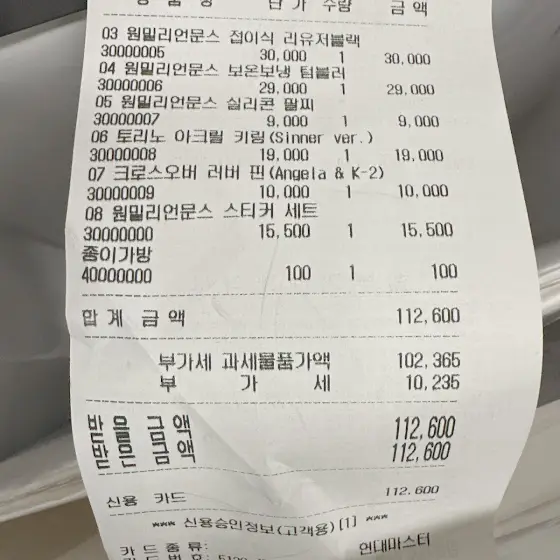 상 품 명 단 가 수량 금 액
03 원밀리언문스 접이식 리유저블랙
30000005 30,000 1 30,000
04 원밀리언문스 보온보냉 텀블러
30000006 29,000 1 29,000
05 원밀리언문스 실리콘 팔찌
30000007 9,000 1 9,000
06 토리노 아크릴 키링(Sinner ver.)
30000008 19,000 1 19,000
07 크로스오버 러버 핀(Angela & K-2)
30000009 10,000 1 10,000
08 원밀리언문스 스티커 세트
30000000 15,500 1 15,500
종이가방
40000000 100 1 100
합 계 금 액 112,600
부가세 과세물품가액 102,365
부 가 세 10,235
받 을 금 액 112,600
받 은 금 액 112,600
신용 카드 112,600
*** 신용승인정보(고객용)[1] ***
카 드 종 류: 현대마스터
카 드 번 호: